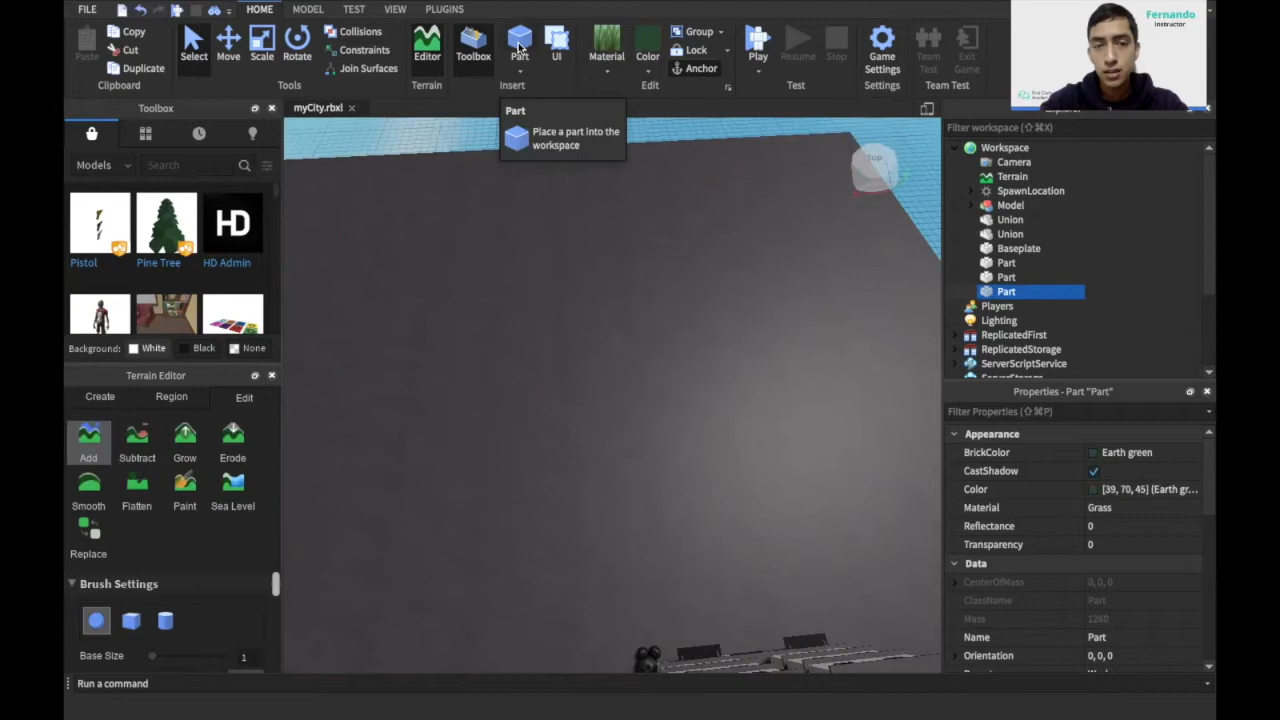 FILE HOME MODEL TEST VIEW PLUGINS
Paste Copy Cut Duplicate Clipboard
Select Move Scale Rotate Collisions Constraints Join Surfaces Tools
Editor Terrain
Toolbox Part UI Insert
Material Color Group Lock Anchor Edit
Play Resume Stop Test
Game Settings Settings
Team Test Exit Game Team Test
Fernando
Instructor
Toolbox
myCity.rbxl
Part
Place a part into the
workspace
Models Search
Pistol Pine Tree HD Admin
HD
Background: White Black None
Terrain Editor
Create Region Edit
Add Subtract Grow Erode
Smooth Flatten Paint Sea Level
Replace
Brush Settings
Base Size 1
Top
Filter workspace (⇧⌘X)
Workspace
Camera
Terrain
SpawnLocation
Model
Union
Union
Baseplate
Part
Part
Part
Players
Lighting
ReplicatedFirst
ReplicatedStorage
ServerScriptService
Properties - Part "Part"
Filter Properties (⇧⌘P)
Appearance
BrickColor Earth green
CastShadow
Color [39, 70, 45] (Earth gr...
Material Grass
Reflectance 0
Transparency 0
Data
CenterOfMass 0, 0, 0
ClassName Part
Mass 1260
Name Part
Orientation 0, 0, 0
Run a command